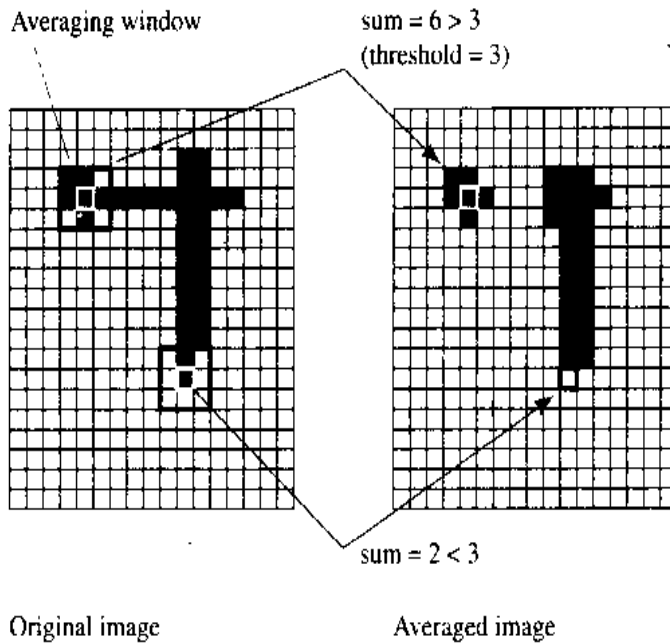 Averaging window
sum = 6 > 3
(threshold = 3)
sum = 2 < 3
Original image
Averaged image